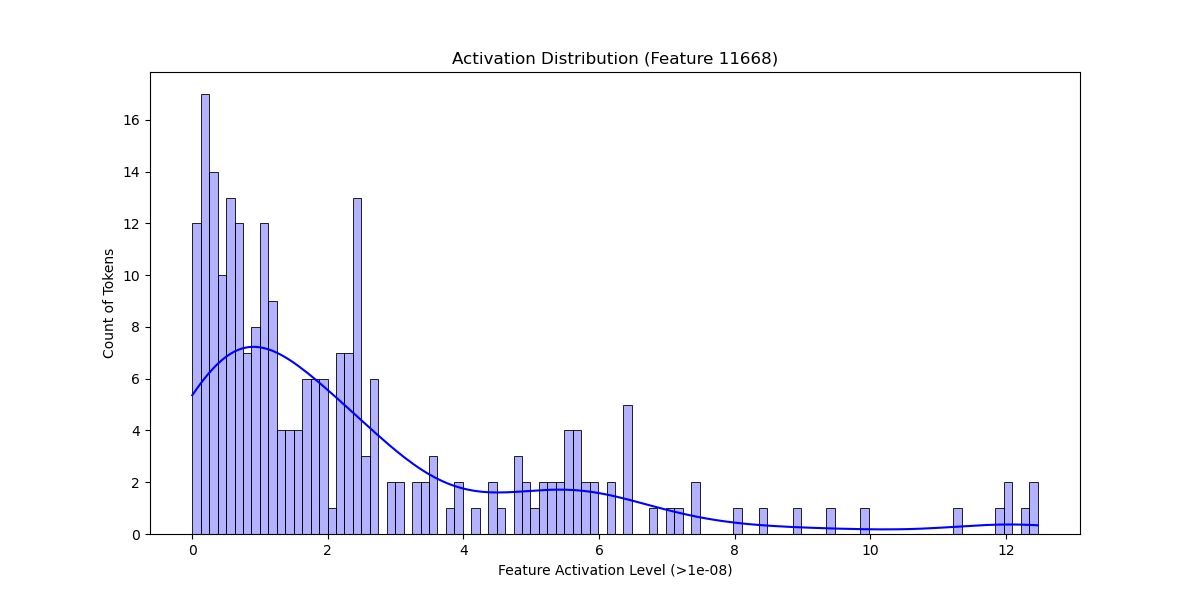 Activation Distribution (Feature 11668)
Count of Tokens
16
14
12
10
8
6
4
2
0
0 2 4 6 8 10 12
Feature Activation Level (>1e-08)